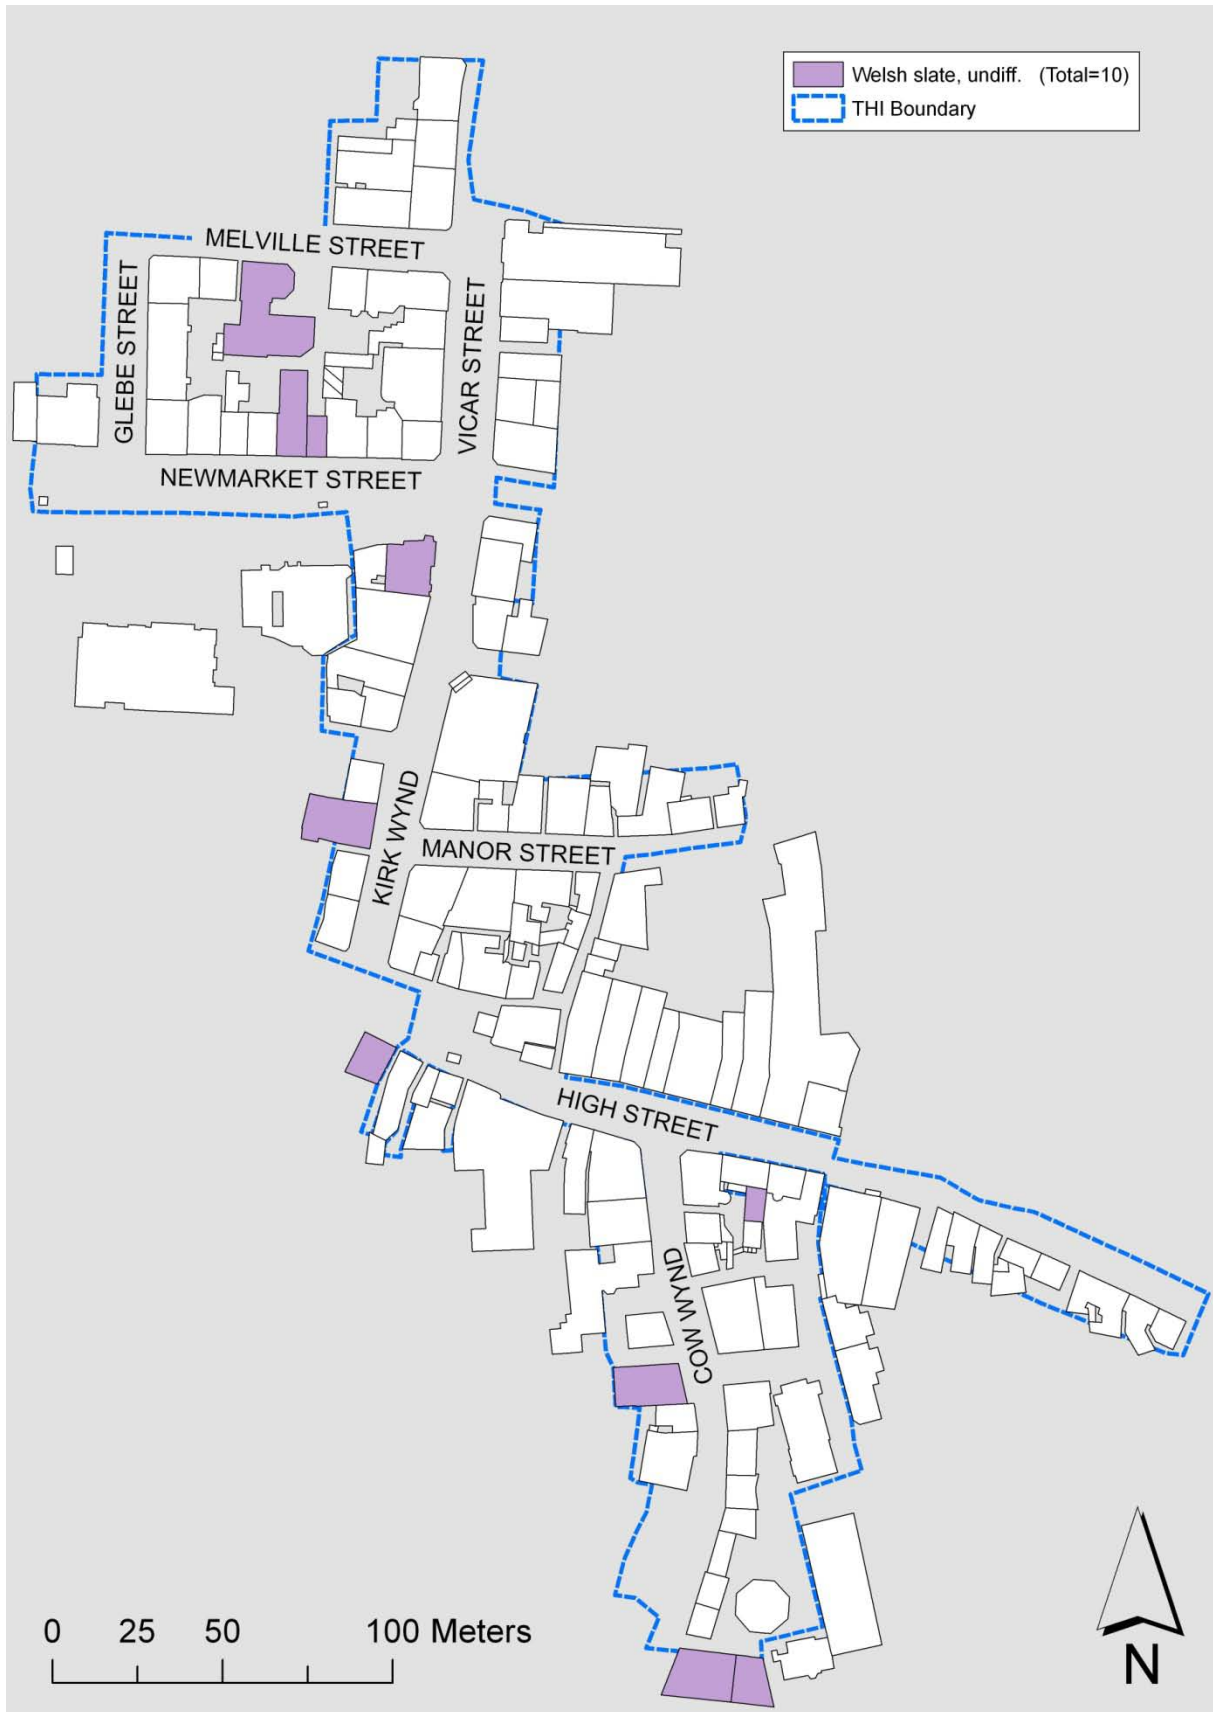 Welsh slate, undiff. (Total=10)
THI Boundary
MELVILLE STREET
GLEBE STREET
VICAR STREET
NEWMARKET STREET
KIRK WYND
MANOR STREET
HIGH STREET
COW WYND
0 25 50 100 Meters
N